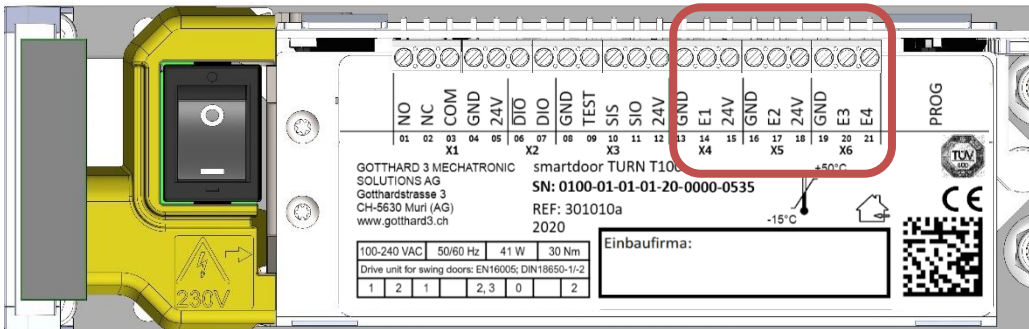 NO NC COM GND 24V DIO DIO GND TEST SIS SIO 24V GND E1 24V GND E2 24V GND E3 E4 PROG
01 02 03 04 05 06 07 08 09 10 11 12 13 14 15 16 17 18 19 20 21
X1 X2 X3 X4 X5 X6
GOTTHARD 3 MECHATRONIC
SOLUTIONS AG
Gotthardstrasse 3
CH-5630 Muri (AG)
www.gotthard3.ch
smartdoor TURN T10
SN: 0100-01-01-01-20-0000-0535
REF: 301010a
2020
+50°C
-15°C
TÜV
CE
100-240 VAC 50/60 Hz 41 W 30 Nm
Drive unit for swing doors: EN16005; DIN18650-1/-2
1 2 1 2, 3 0 2
Einbaufirma:
230V